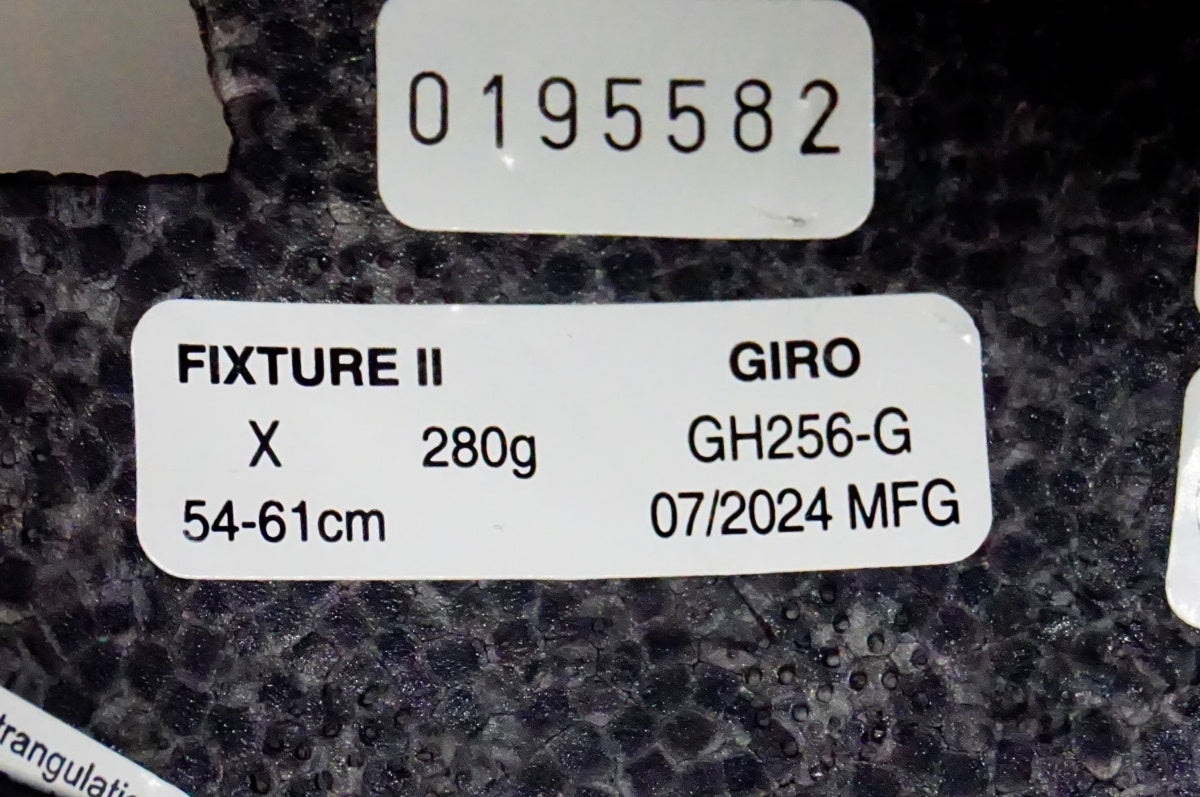 0195582
FIXTURE II GIRO
X 280g GH256-G
54-61cm 07/2024 MFG